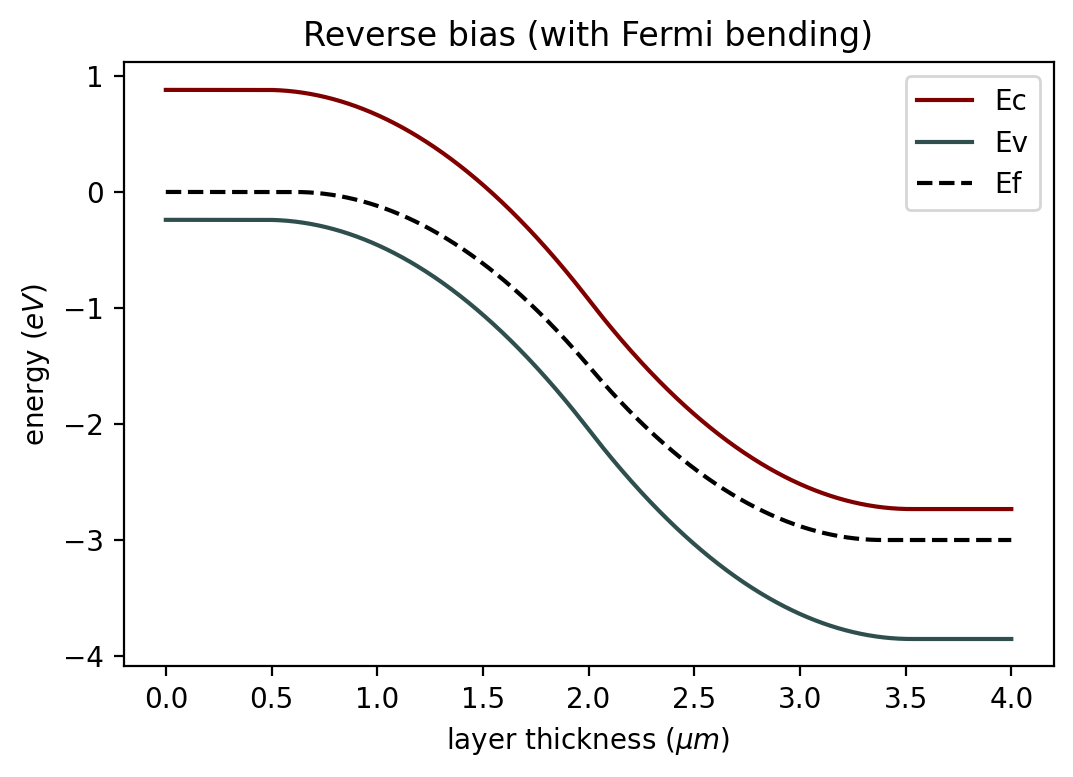 Reverse bias (with Fermi bending)
1
0
−1
−2
−3
−4
energy (eV)
Ec
Ev
Ef
0.0 0.5 1.0 1.5 2.0 2.5 3.0 3.5 4.0
layer thickness (μm)